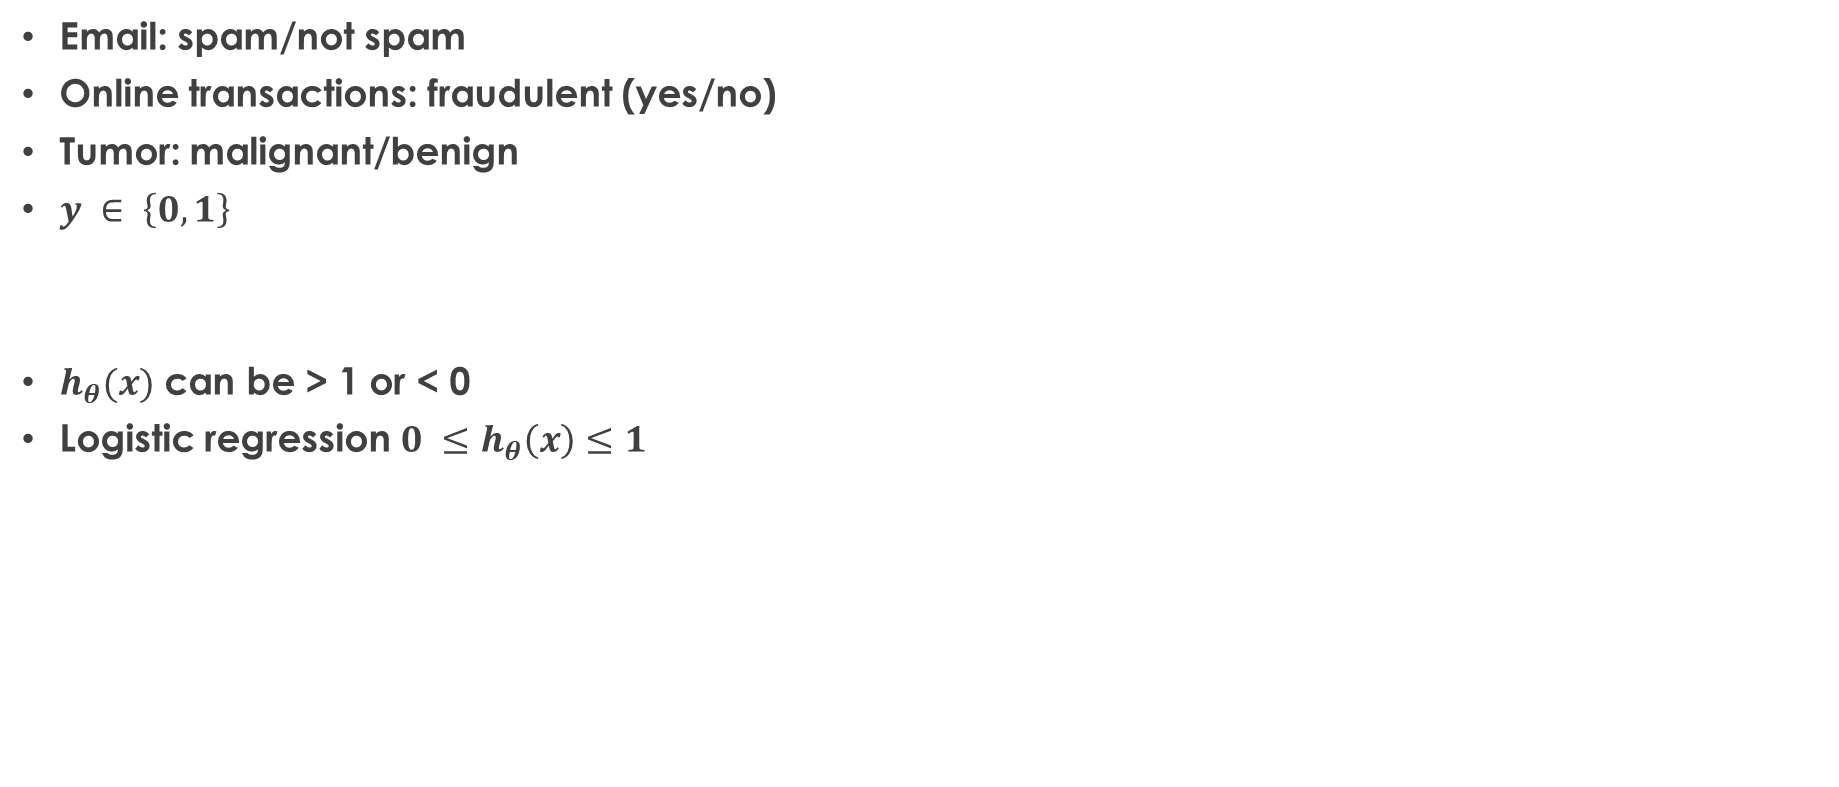 • Email: spam/not spam
• Online transactions: fraudulent (yes/no)
• Tumor: malignant/benign
• y ∈ {0,1}
• hθ(x) can be > 1 or < 0
• Logistic regression 0 ≤ hθ(x) ≤ 1